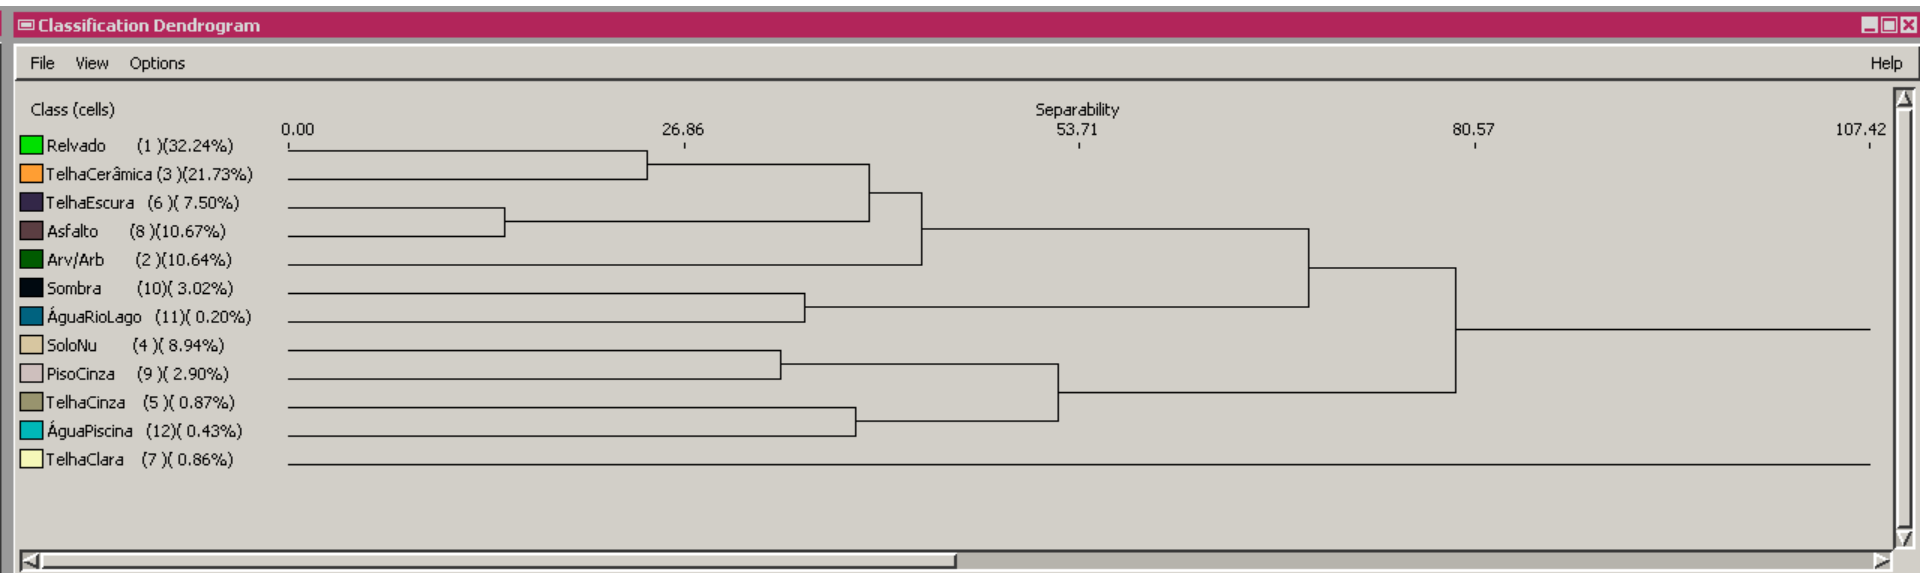 Classification Dendrogram
File View Options Help
Class (cells) Separability
0.00 26.86 53.71 80.57 107.42
Relvado (1 )(32.24%)
TelhaCerâmica (3 )(21.73%)
TelhaEscura (6 )( 7.50%)
Asfalto (8 )(10.67%)
Arv/Arb (2 )(10.64%)
Sombra (10)( 3.02%)
ÁguaRioLago (11)( 0.20%)
SoloNu (4 )( 8.94%)
PisoCinza (9 )( 2.90%)
TelhaCinza (5 )( 0.87%)
ÁguaPiscina (12)( 0.43%)
TelhaClara (7 )( 0.86%)